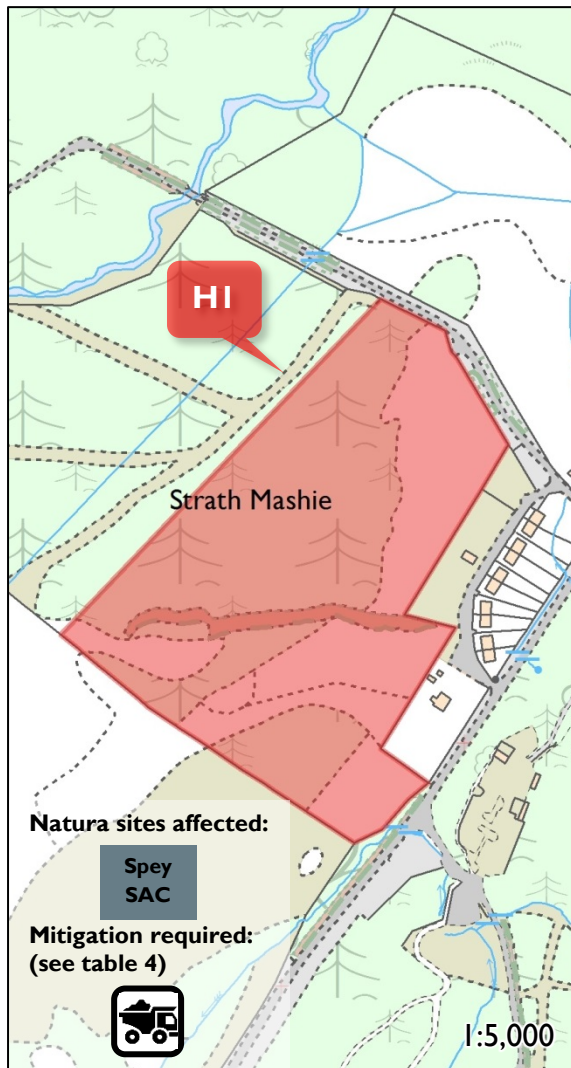 H1
Strath Mashie
Natura sites affected:
Spey
SAC
Mitigation required:
(see table 4)
1:5,000